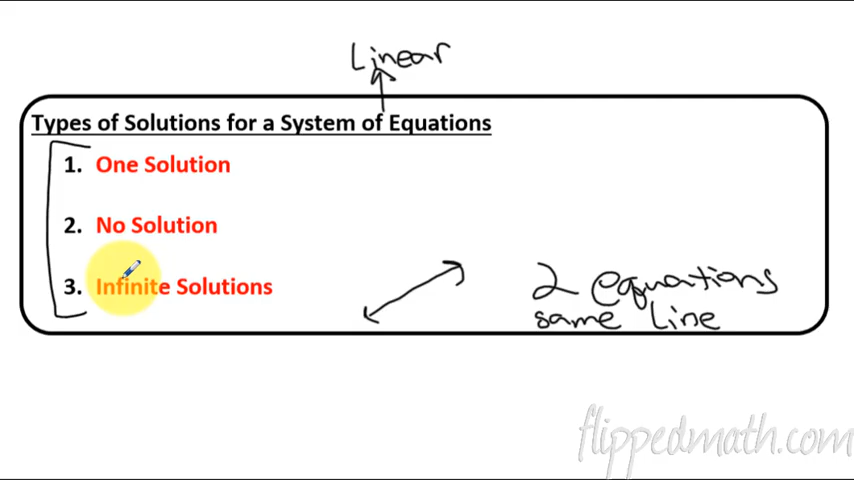 Linear
Types of Solutions for a System of Equations
1. One Solution
2. No Solution
3. Infinite Solutions
2 equations
same Line
flippedmath.com